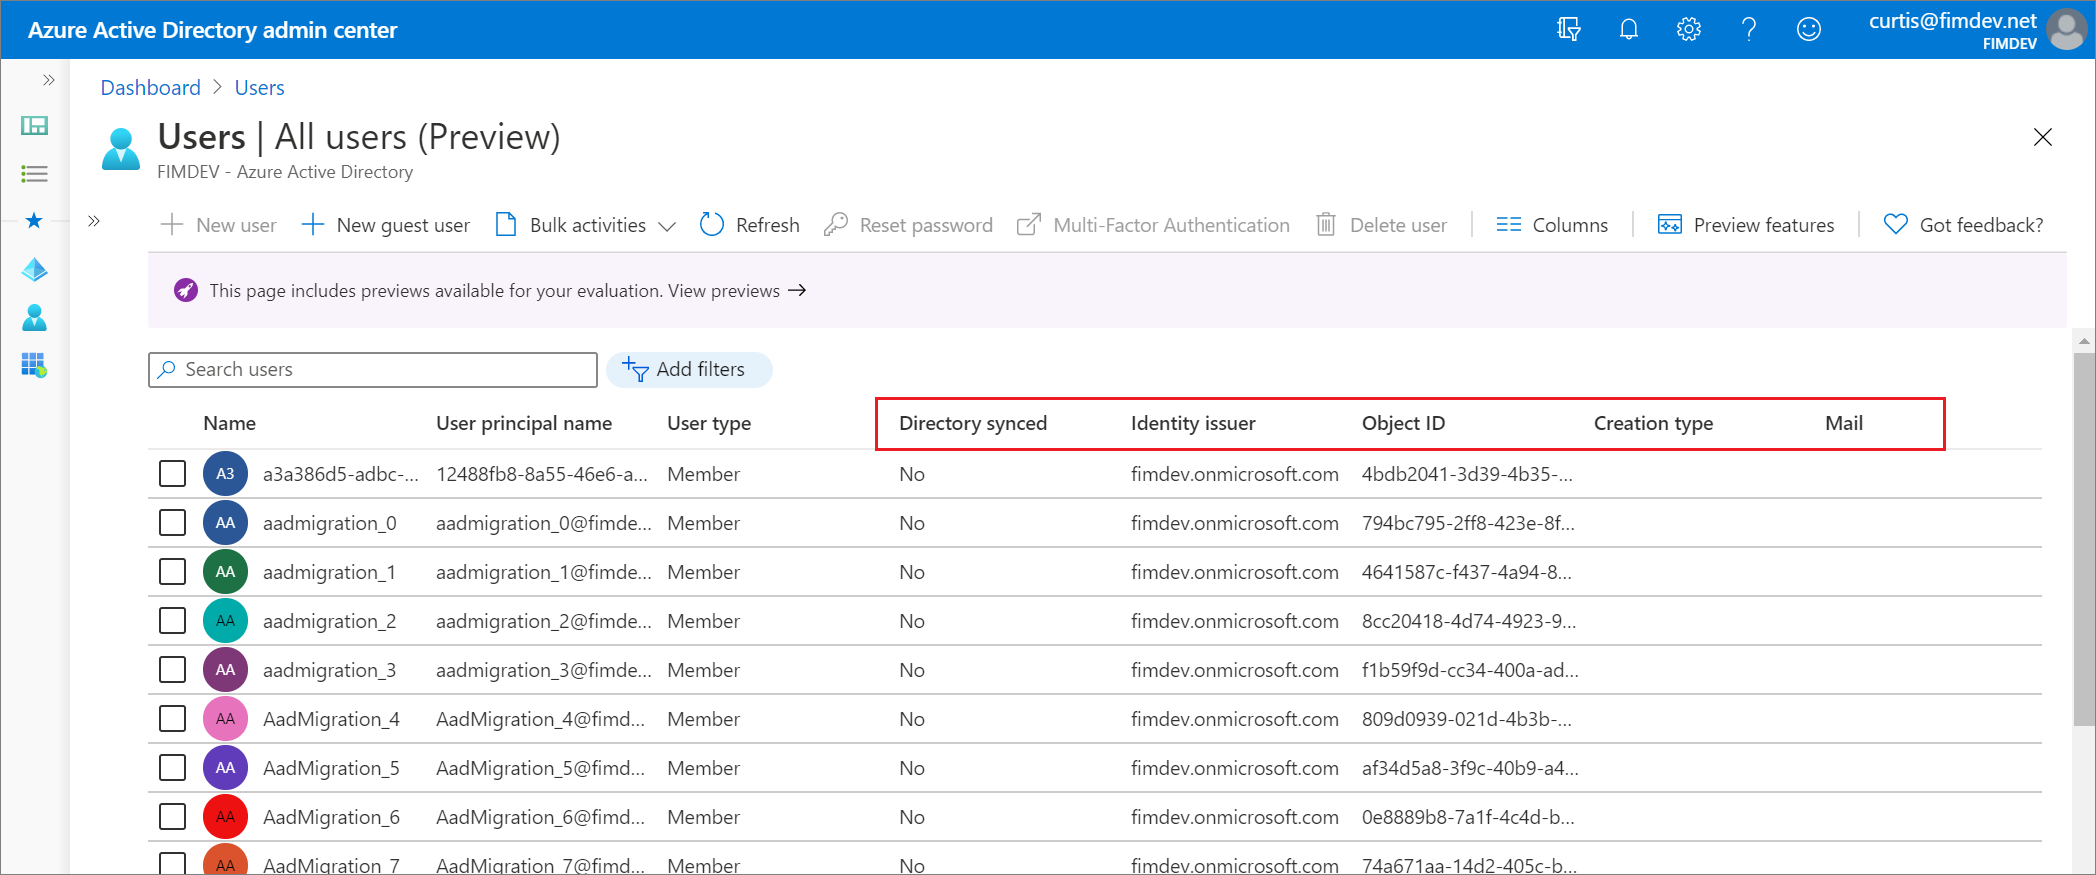 Azure Active Directory admin center
curtis@fimdev.net
FIMDEV
Dashboard > Users
Users | All users (Preview)
FIMDEV - Azure Active Directory
New user New guest user Bulk activities Refresh Reset password Multi-Factor Authentication Delete user Columns Preview features Got feedback?
This page includes previews available for your evaluation. View previews →
Search users Add filters
Name User principal name User type Directory synced Identity issuer Object ID Creation type Mail
A3 a3a386d5-adbc-... 12488fb8-8a55-46e6-a... Member No fimdev.onmicrosoft.com 4bdb2041-3d39-4b35-...
AA aadmigration_0 aadmigration_0@fimde... Member No fimdev.onmicrosoft.com 794bc795-2ff8-423e-8f...
AA aadmigration_1 aadmigration_1@fimde... Member No fimdev.onmicrosoft.com 4641587c-f437-4a94-8...
AA aadmigration_2 aadmigration_2@fimde... Member No fimdev.onmicrosoft.com 8cc20418-4d74-4923-9...
AA aadmigration_3 aadmigration_3@fimde... Member No fimdev.onmicrosoft.com f1b59f9d-cc34-400a-ad...
AA AadMigration_4 AadMigration_4@fimd... Member No fimdev.onmicrosoft.com 809d0939-021d-4b3b-...
AA AadMigration_5 AadMigration_5@fimd... Member No fimdev.onmicrosoft.com af34d5a8-3f9c-40b9-a4...
AA AadMigration_6 AadMigration_6@fimd... Member No fimdev.onmicrosoft.com 0e8889b8-7a1f-4c4d-b...
AA AadMigration_7 AadMigration_7@fimd... Member No fimdev.onmicrosoft.com 74a671aa-14d2-405c-b...